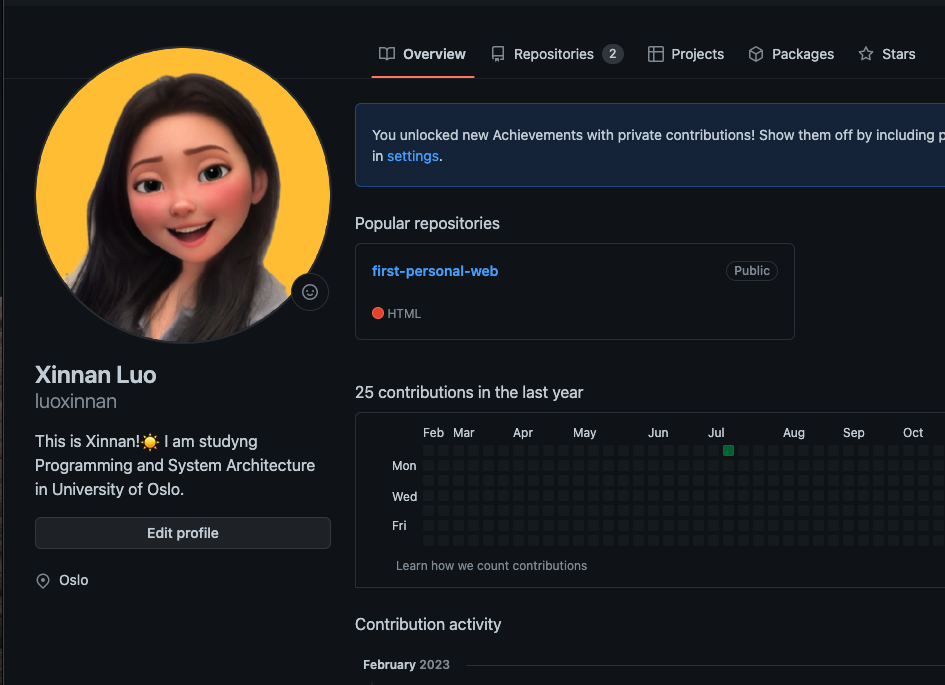 Overview
Repositories 2
Projects
Packages
Stars
You unlocked new Achievements with private contributions! Show them off by including
in settings.
Popular repositories
first-personal-web
Public
HTML
Xinnan Luo
luoxinnan
This is Xinnan!☀️ I am studyng
Programming and System Architecture
in University of Oslo.
Edit profile
Oslo
25 contributions in the last year
Feb Mar Apr May Jun Jul Aug Sep Oct
Mon
Wed
Fri
Learn how we count contributions
Contribution activity
February 2023